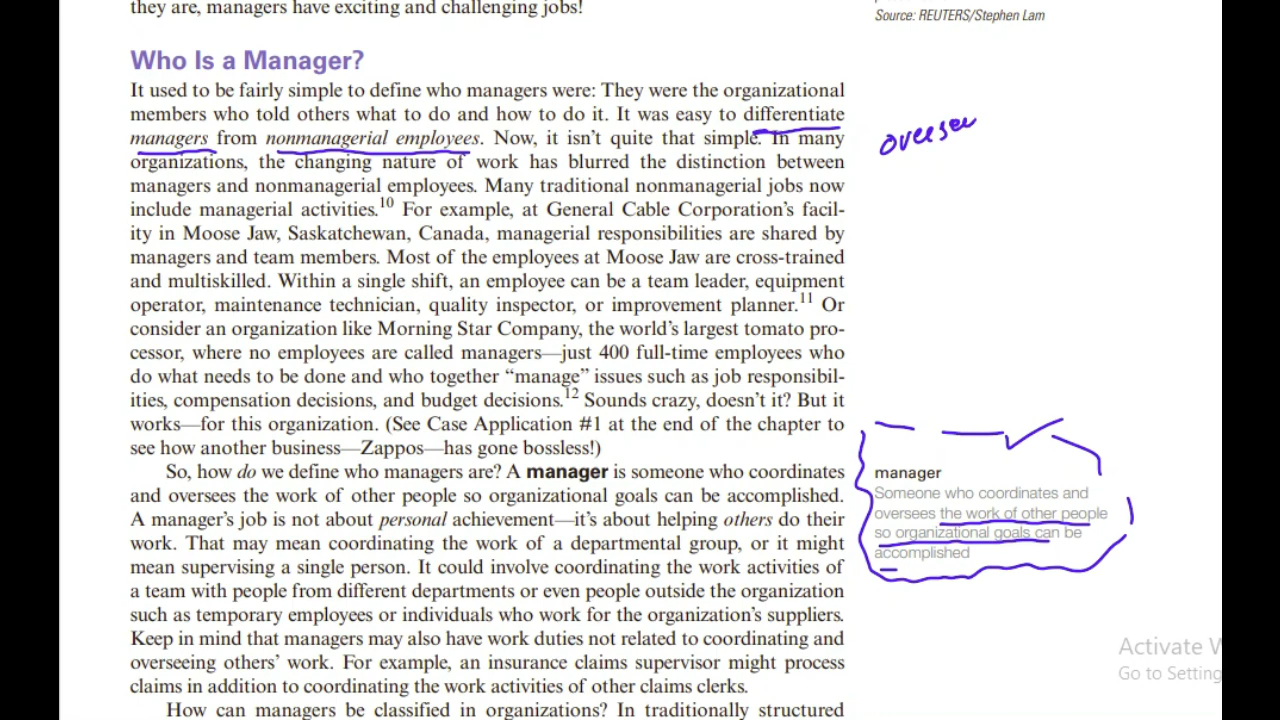 they are, managers have exciting and challenging jobs!
Source: REUTERS/Stephen Lam
Who Is a Manager?
It used to be fairly simple to define who managers were: They were the organizational
members who told others what to do and how to do it. It was easy to differentiate
managers from nonmanagerial employees. Now, it isn’t quite that simple. In many
organizations, the changing nature of work has blurred the distinction between
managers and nonmanagerial employees. Many traditional nonmanagerial jobs now
include managerial activities.10 For example, at General Cable Corporation’s facil-
ity in Moose Jaw, Saskatchewan, Canada, managerial responsibilities are shared by
managers and team members. Most of the employees at Moose Jaw are cross-trained
and multiskilled. Within a single shift, an employee can be a team leader, equipment
operator, maintenance technician, quality inspector, or improvement planner.11 Or
consider an organization like Morning Star Company, the world’s largest tomato pro-
cessor, where no employees are called managers—just 400 full-time employees who
do what needs to be done and who together “manage” issues such as job responsibil-
ities, compensation decisions, and budget decisions.12 Sounds crazy, doesn’t it? But it
works—for this organization. (See Case Application #1 at the end of the chapter to
see how another business—Zappos—has gone bossless!)
So, how do we define who managers are? A manager is someone who coordinates
and oversees the work of other people so organizational goals can be accomplished.
A manager’s job is not about personal achievement—it’s about helping others do their
work. That may mean coordinating the work of a departmental group, or it might
mean supervising a single person. It could involve coordinating the work activities of
a team with people from different departments or even people outside the organization
such as temporary employees or individuals who work for the organization’s suppliers.
Keep in mind that managers may also have work duties not related to coordinating and
overseeing others’ work. For example, an insurance claims supervisor might process
claims in addition to coordinating the work activities of other claims clerks.
How can managers be classified in organizations? In traditionally structured
oversee
manager
Someone who coordinates and
oversees the work of other people
so organizational goals can be
accomplished
Activate W
Go to Setting